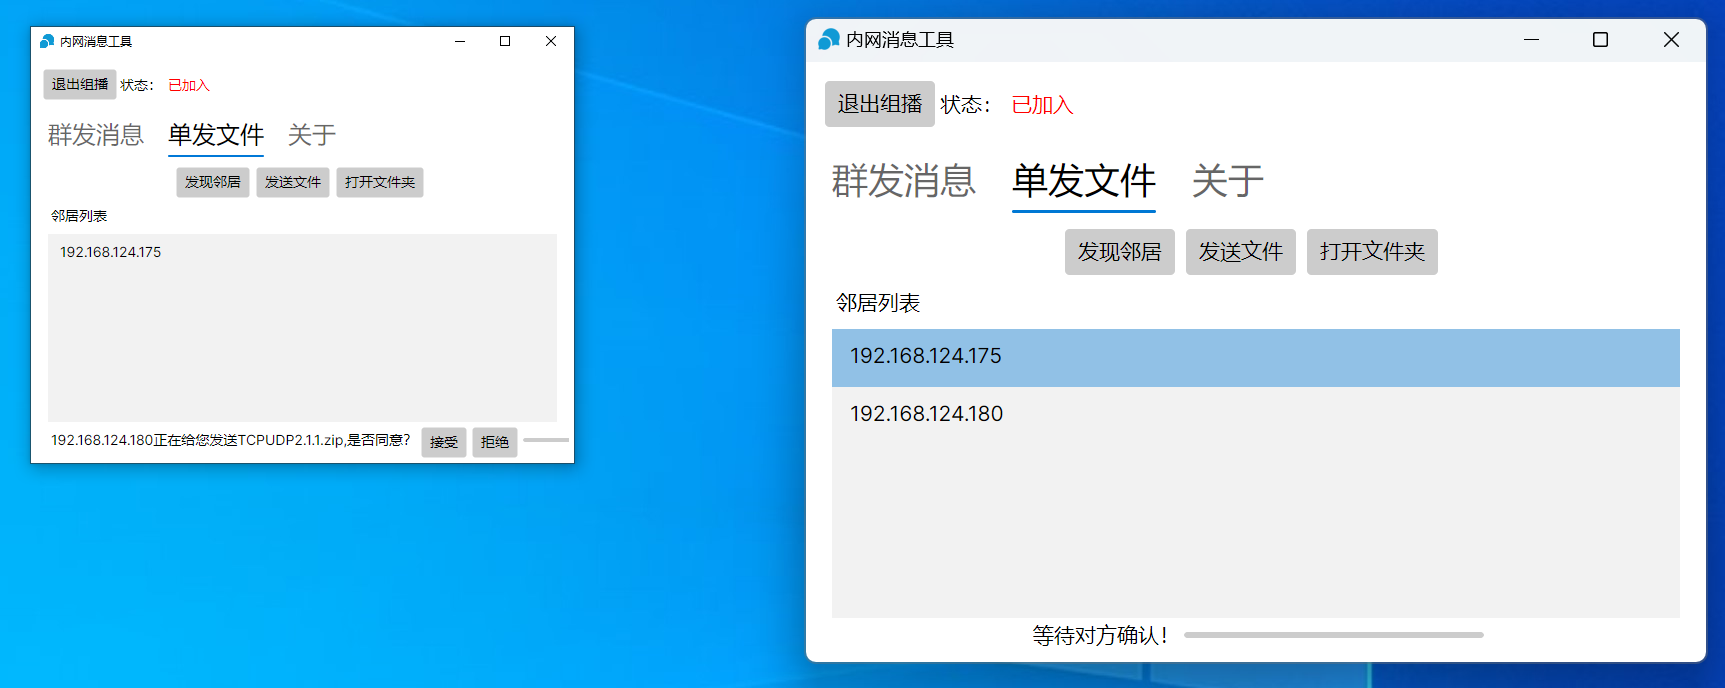 内网消息工具
退出组播 状态： 已加入
群发消息 单发文件 关于
发现邻居 发送文件 打开文件夹
邻居列表
192.168.124.175
192.168.124.180正在给您发送TCPUDP2.1.1.zip,是否同意? 接受 拒绝
内网消息工具
退出组播 状态： 已加入
群发消息 单发文件 关于
发现邻居 发送文件 打开文件夹
邻居列表
192.168.124.175
192.168.124.180
等待对方确认！